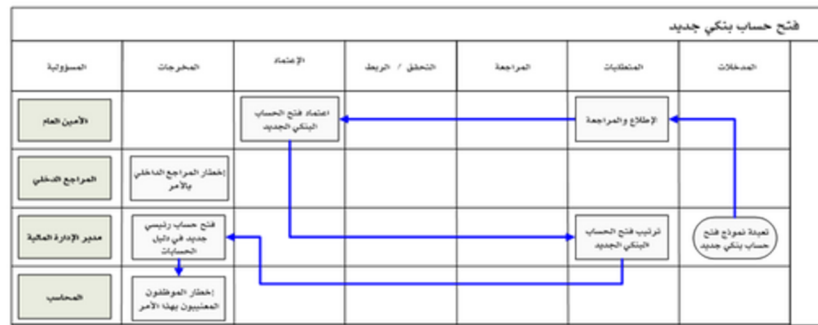 فتح حساب بنكي جديد
المدخلات
المتطلبات
المراجعة
التحقق / الربط
الإعتماد
المخرجات
المسؤولية
الإطلاع والمراجعة
اعتماد فتح الحساب
البنكي الجديد
الأمين العام
إخطار المراجع الداخلي
بالأمر
المراجع الدخلي
تعبئة نموذج فتح
حساب بنكي جديد
ترتيب فتح الحساب
البنكي الجديد
فتح حساب رئيسي
جديد في دليل
الحسابات
مدير الإدارة المالية
إخطار الموظفون
المعنييون بهذا الأمر
المحاسب